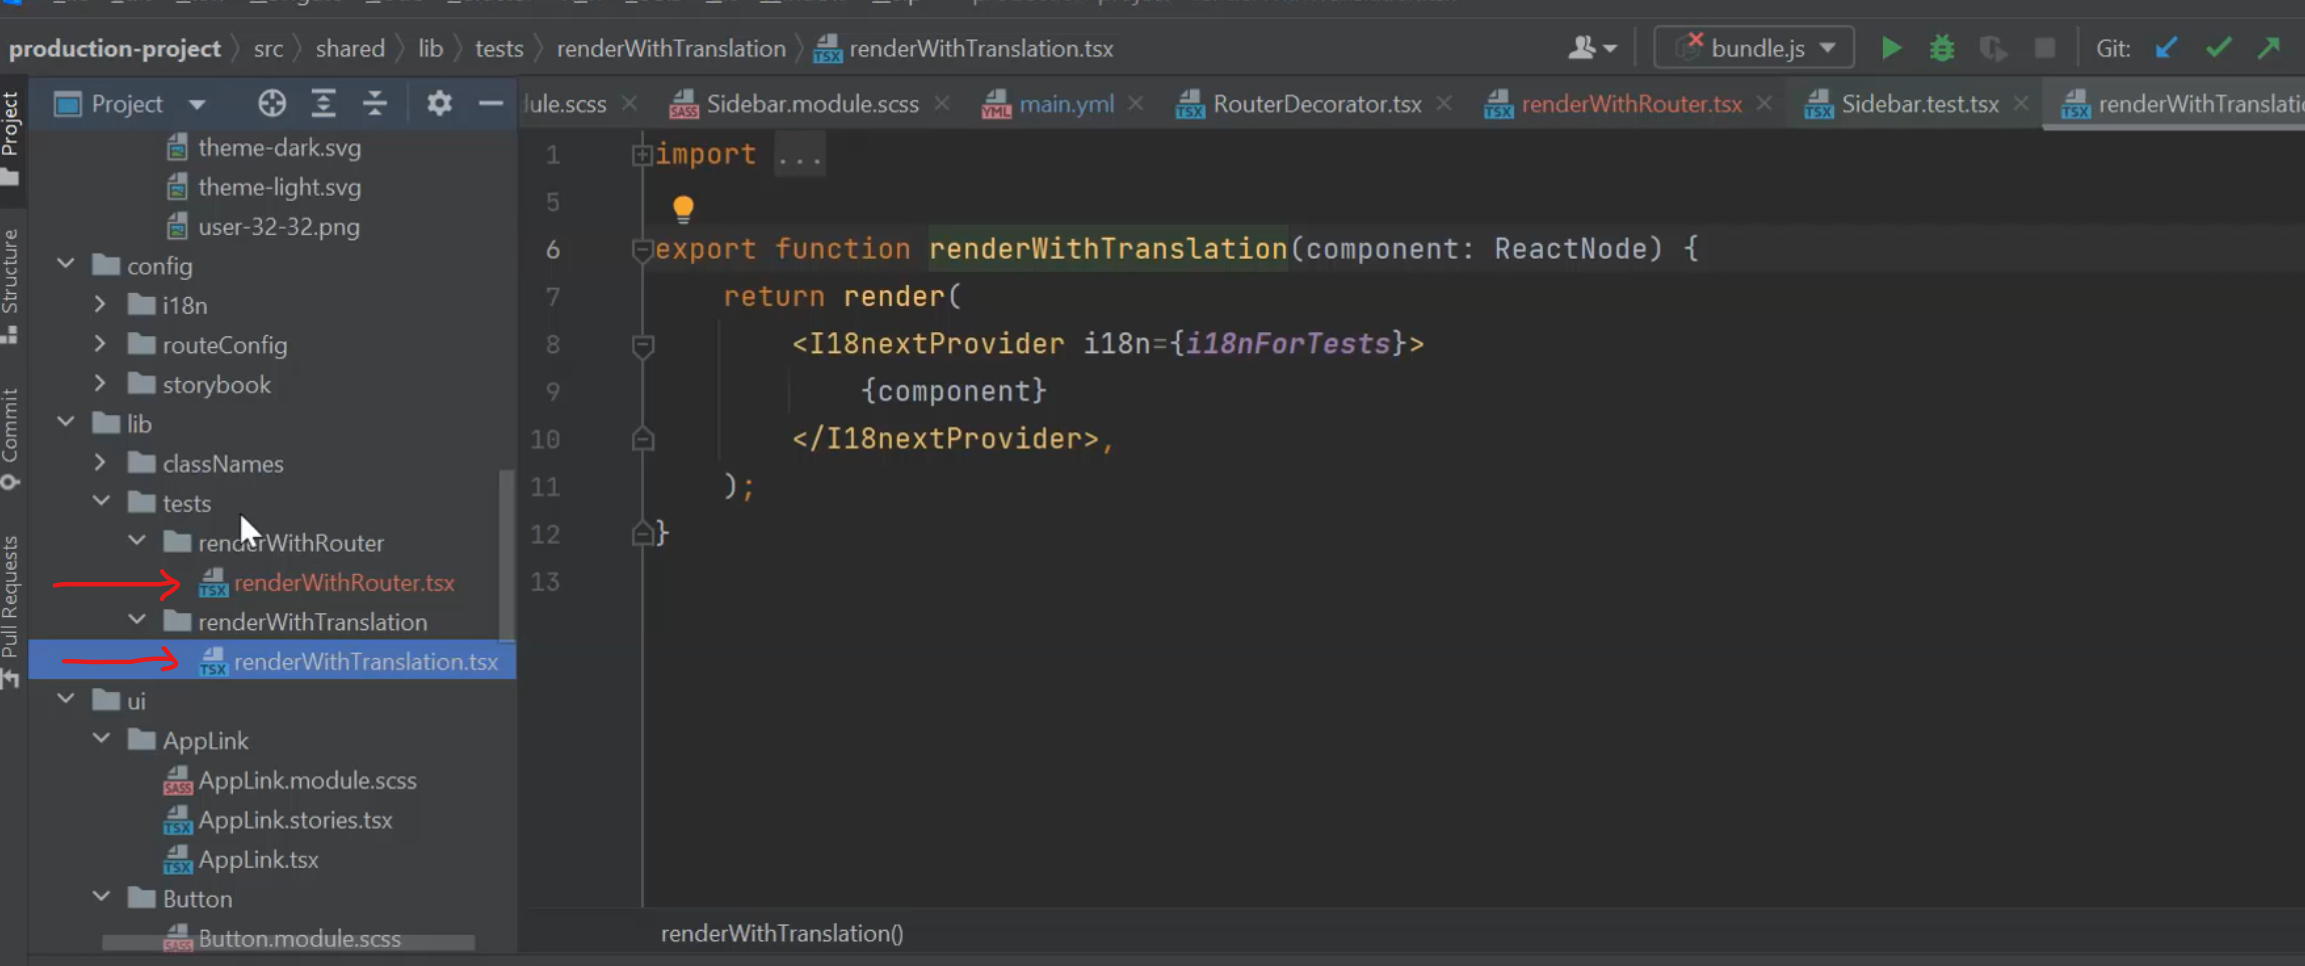 production-project src shared lib tests renderWithTranslation renderWithTranslation.tsx bundle.js Git:
Project ule.scss Sidebar.module.scss main.yml RouterDecorator.tsx renderWithRouter.tsx Sidebar.test.tsx renderWithTranslati
Project
Structure
Commit
Pull Requests
theme-dark.svg
theme-light.svg
user-32-32.png
config
i18n
routeConfig
storybook
lib
classNames
tests
renderWithRouter
renderWithRouter.tsx
renderWithTranslation
renderWithTranslation.tsx
ui
AppLink
AppLink.module.scss
AppLink.stories.tsx
AppLink.tsx
Button
Button.module.scss
1 import ...
5
6 export function renderWithTranslation(component: ReactNode) {
7 return render(
8 <I18nextProvider i18n={i18nForTests}>
9 {component}
10 </I18nextProvider>,
11 );
12 }
13
renderWithTranslation()